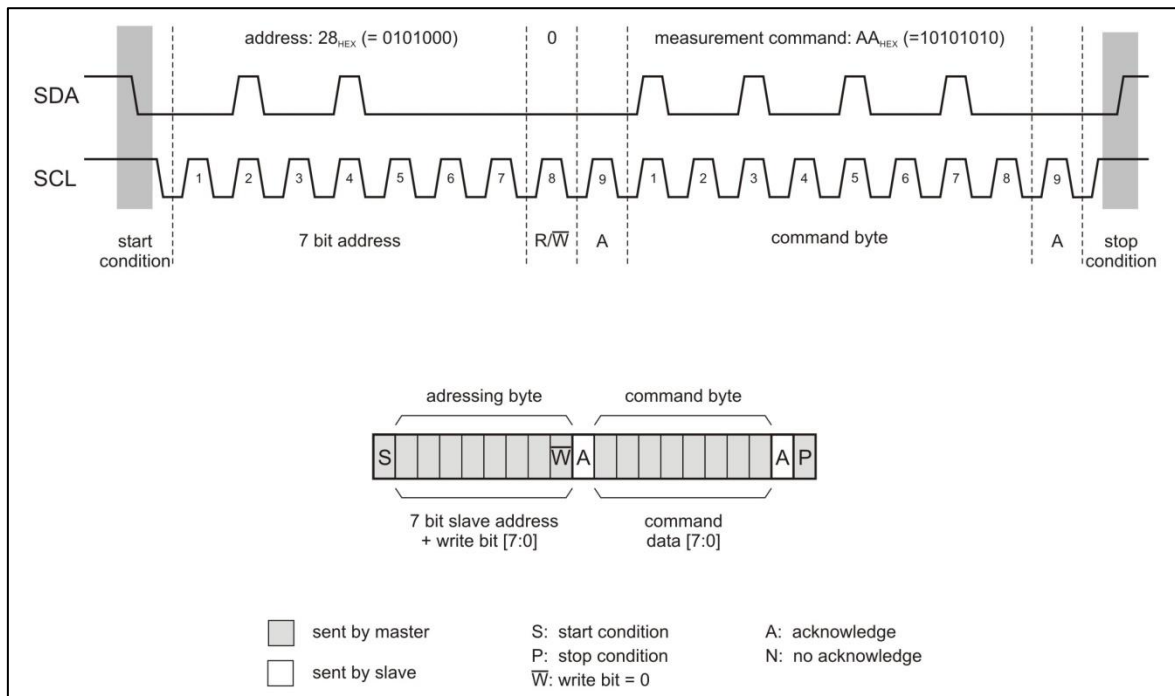 address: 28HEX (= 0101000) 0 measurement command: AAHEX (=10101010)
SDA
SCL 1 2 3 4 5 6 7 8 9 1 2 3 4 5 6 7 8 9
start condition 7 bit address R/W̅ A command byte A stop condition
adressing byte command byte
S W̅ A A P
7 bit slave address command
+ write bit [7:0] data [7:0]
sent by master S: start condition A: acknowledge
P: stop condition N: no acknowledge
sent by slave W̅: write bit = 0